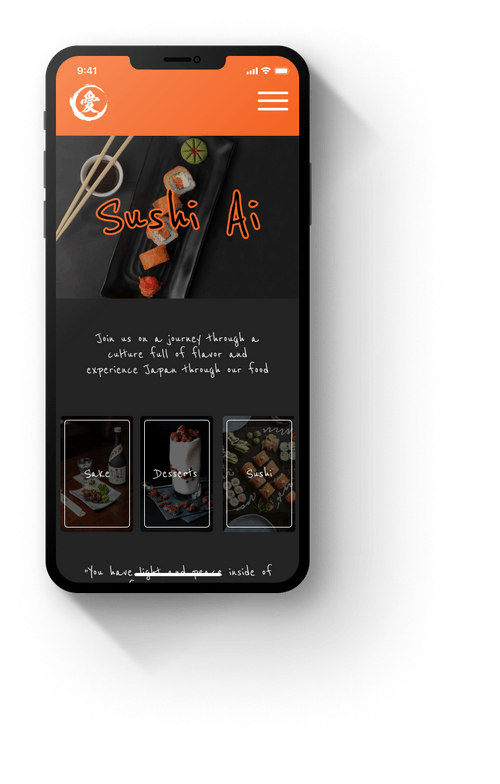 9:41
愛
Sushi Ai
Join us on a journey through a
culture full of flavor and
experience Japan through our food
Sake
Desserts
Sushi
"You have light and peace inside of